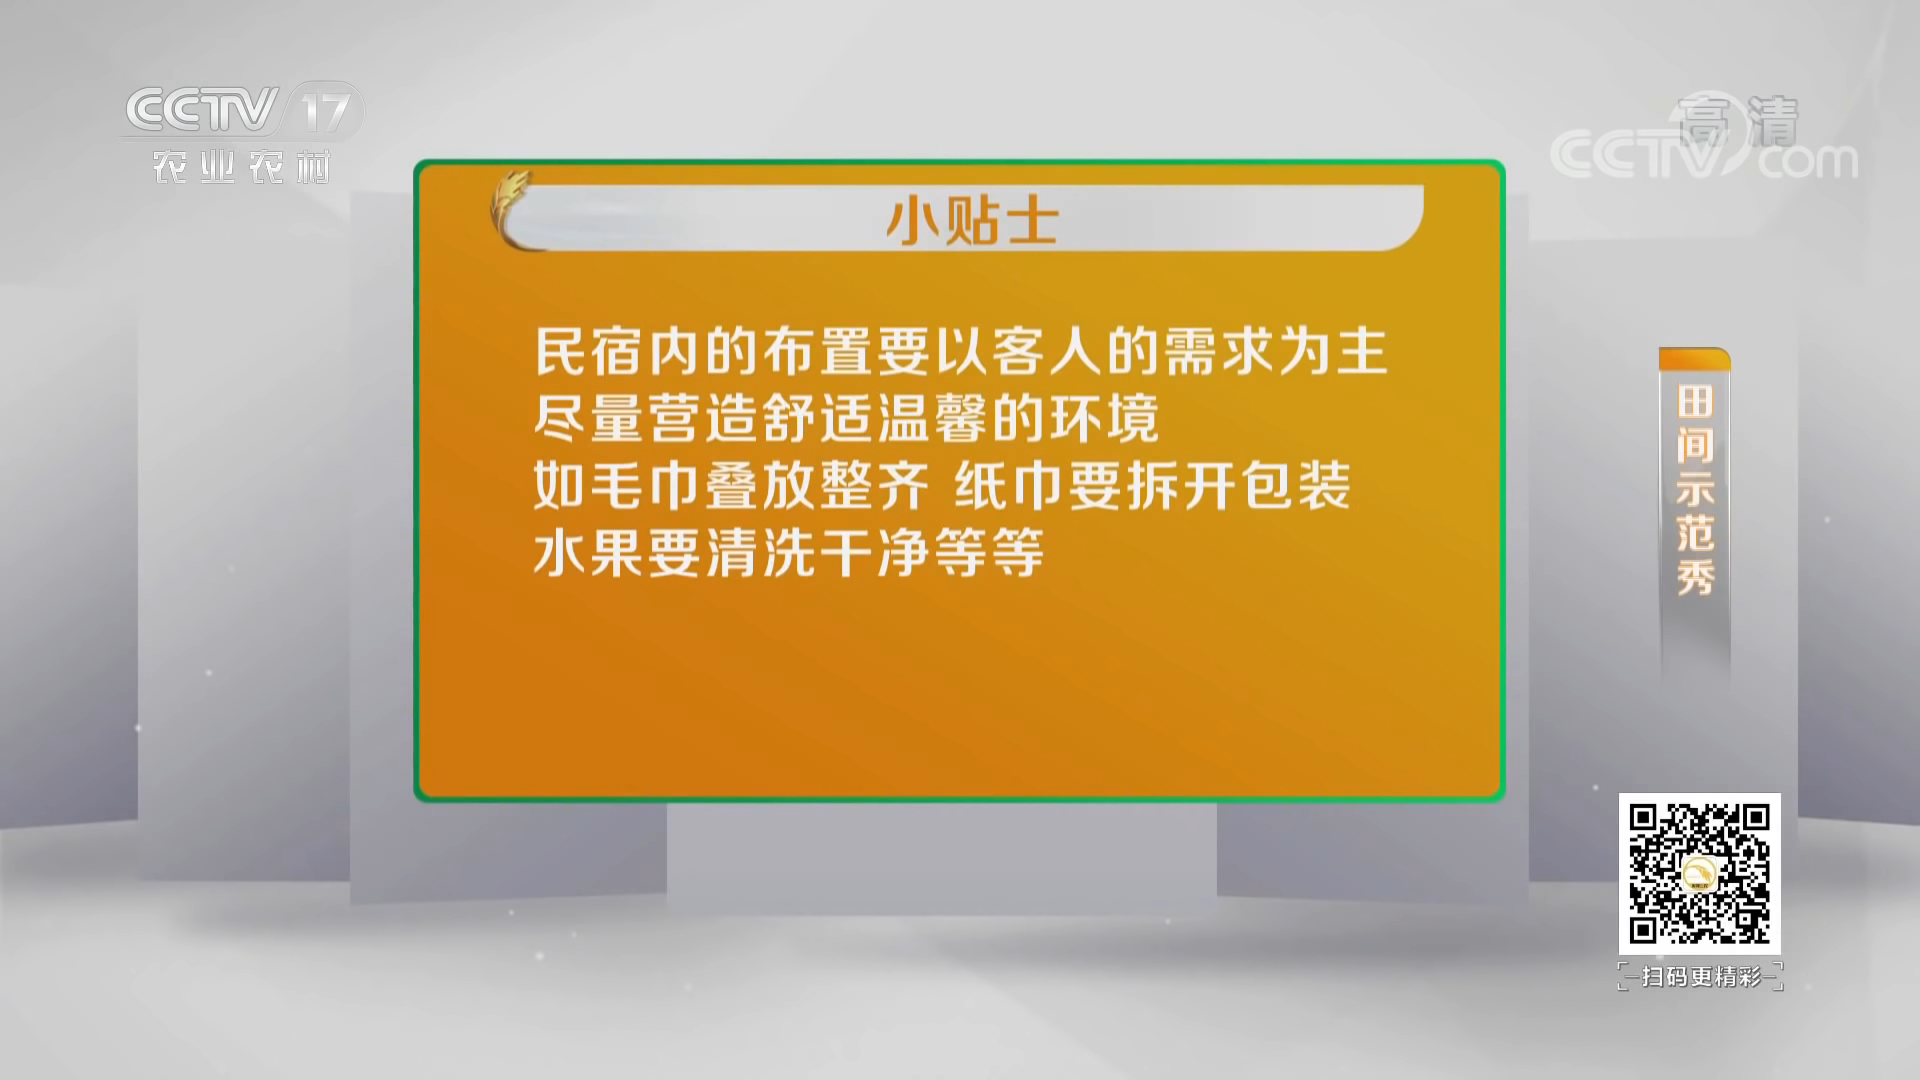 CCTV 17
农业农村
高清
CCTV.com
小贴士
民宿内的布置要以客人的需求为主
尽量营造舒适温馨的环境
如毛巾叠放整齐 纸巾要拆开包装
水果要清洗干净等等
田间示范秀
扫码更精彩